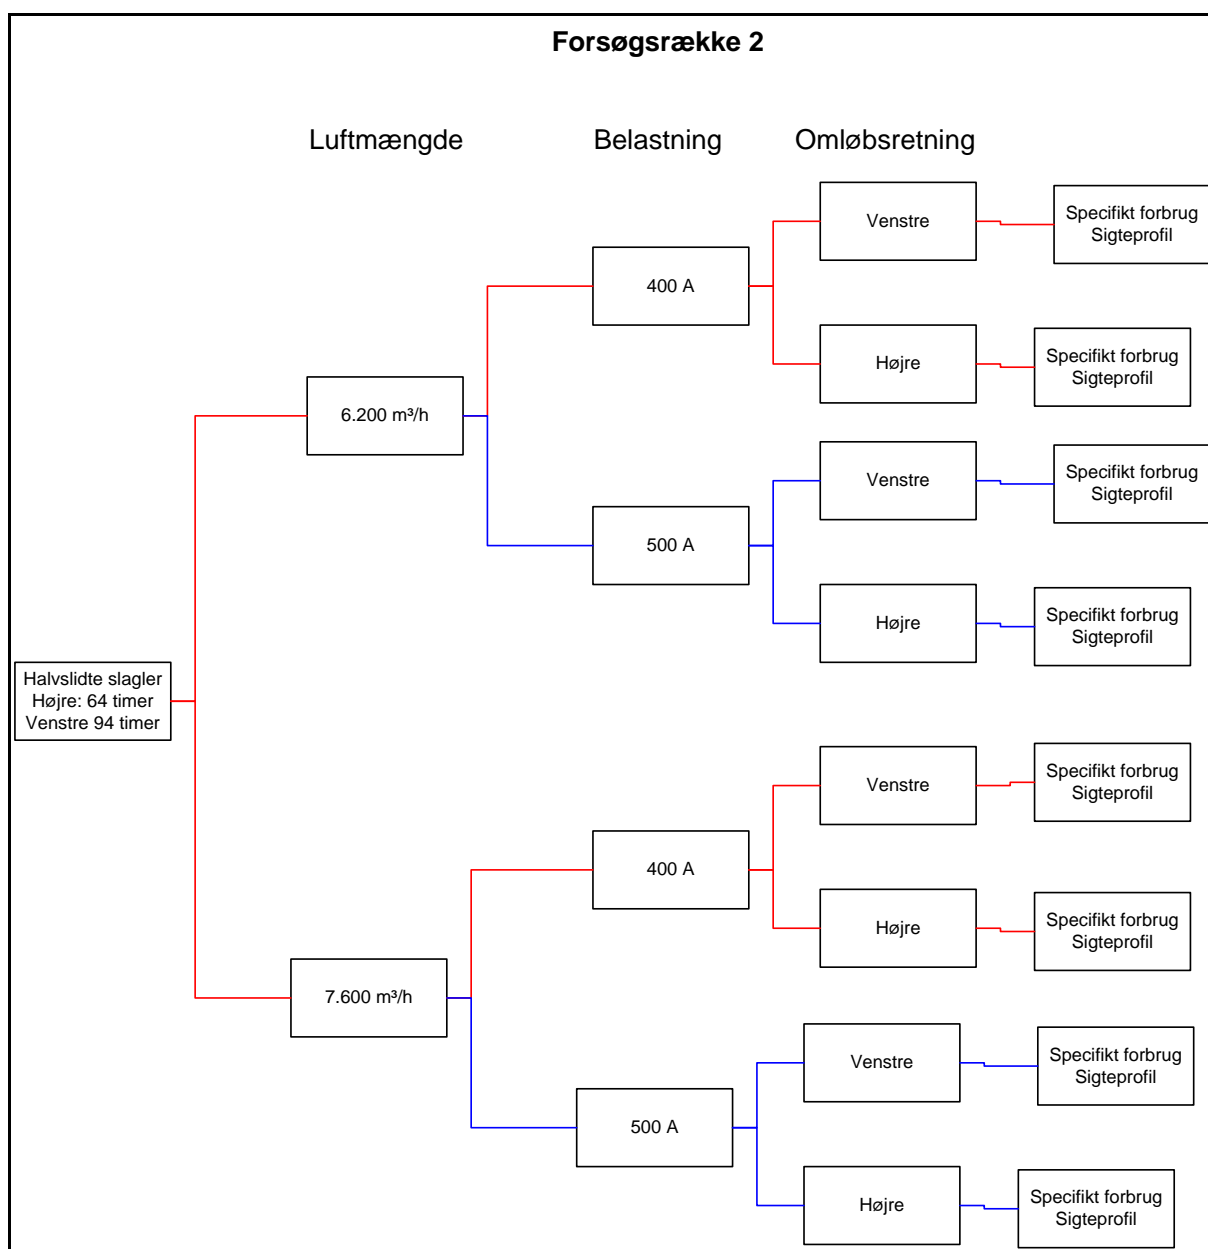 Forsøgsrække 2
Luftmængde
Belastning
Omløbsretning
Venstre
Specifikt forbrug
Sigteprofil
400 A
Højre
Specifikt forbrug
Sigteprofil
6.200 m³/h
Venstre
Specifikt forbrug
Sigteprofil
500 A
Højre
Specifikt forbrug
Sigteprofil
Halvslidte slagler
Højre: 64 timer
Venstre 94 timer
Venstre
Specifikt forbrug
Sigteprofil
400 A
Højre
Specifikt forbrug
Sigteprofil
7.600 m³/h
Venstre
Specifikt forbrug
Sigteprofil
500 A
Højre
Specifikt forbrug
Sigteprofil